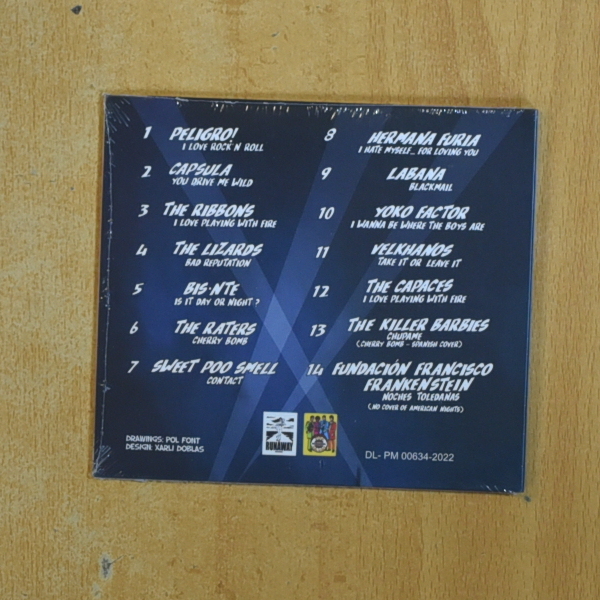 1 PELIGRO!
I LOVE ROCK'N ROLL
2 CAPSULA
YOU DRIVE ME WILD
3 THE RIBBONS
I LOVE PLAYING WITH FIRE
4 THE LIZARDS
BAD REPUTATION
5 BIS·NTE
IS IT DAY OR NIGHT ?
6 THE RATERS
CHERRY BOMB
7 SWEET POO SMELL
CONTACT
8 HERMANA FURIA
I HATE MYSELF... FOR LOVING YOU
9 LABANA
BLACKMAIL
10 YOKO FACTOR
I WANNA BE WHERE THE BOYS ARE
11 VELKHANOS
TAKE IT OR LEAVE IT
12 THE CAPACES
I LOVE PLAYING WITH FIRE
13 THE KILLER BARBIES
CHUPAME
(CHERRY BOMB - SPANISH COVER)
14 FUNDACIÓN FRANCISCO
FRANKENSTEIN
NOCHES TOLEDANAS
(NO COVER OF AMERICAN NIGHTS)
DRAWINGS: POL FONT
DESIGN: XARLI DOBLAS
RUNAWAY
DL- PM 00634-2022